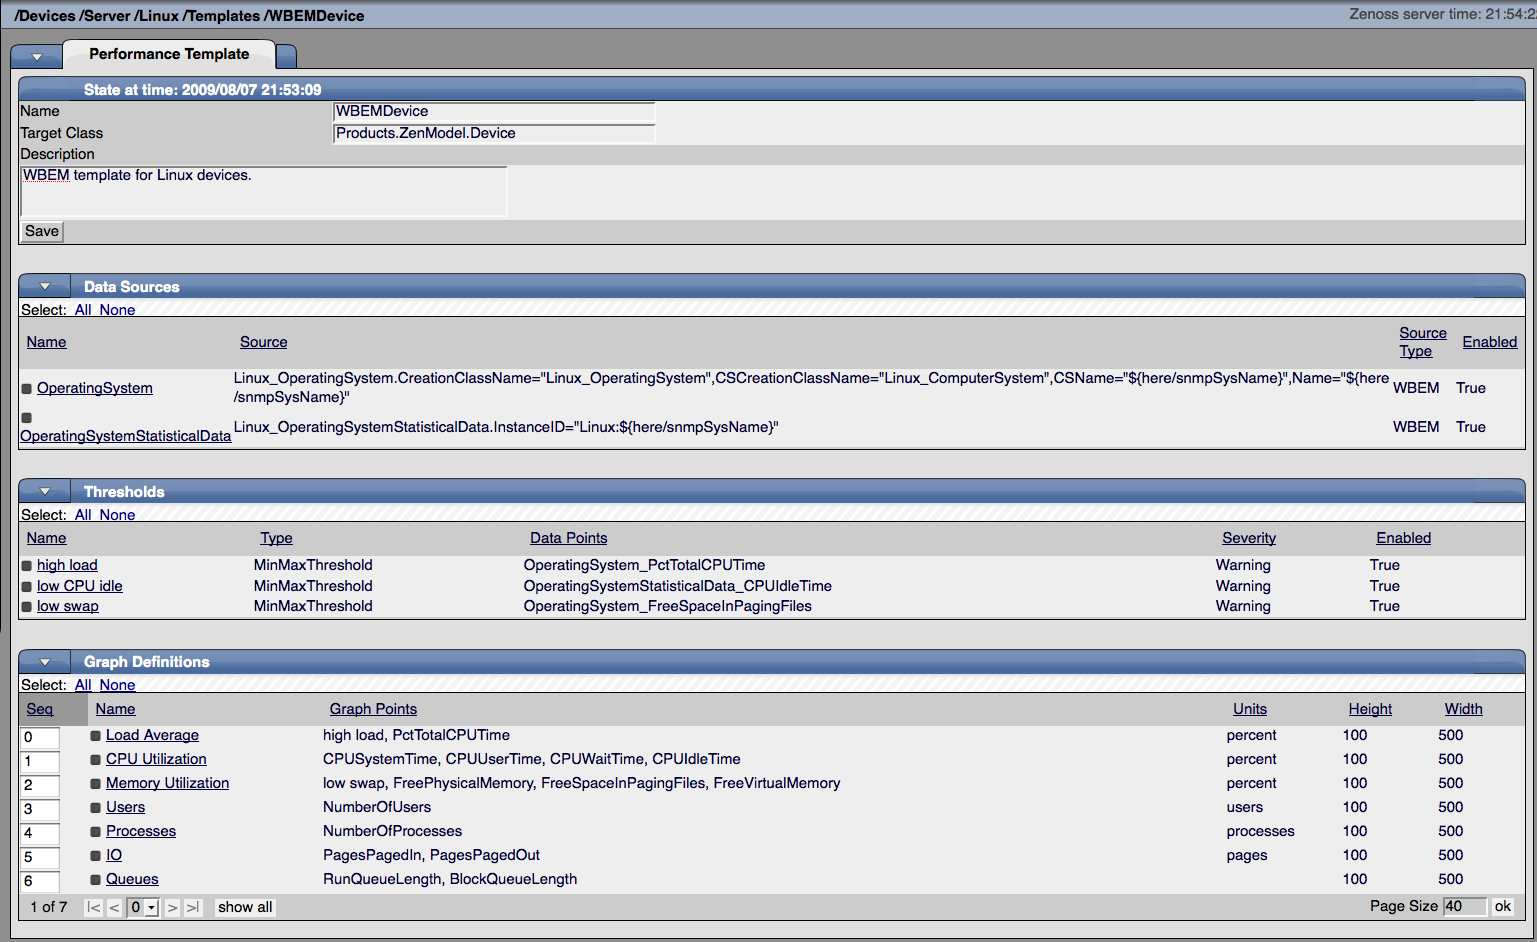 /Devices /Server /Linux /Templates /WBEMDevice Zenoss server time: 21:54:2
Performance Template
State at time: 2009/08/07 21:53:09
Name WBEMDevice
Target Class Products.ZenModel.Device
Description
WBEM template for Linux devices.
Save
Data Sources
Select: All None
Name Source Source Type Enabled
OperatingSystem Linux_OperatingSystem.CreationClassName="Linux_OperatingSystem",CSCreationClassName="Linux_ComputerSystem",CSName="${here/snmpSysName}",Name="${here
/snmpSysName}" WBEM True
OperatingSystemStatisticalData Linux_OperatingSystemStatisticalData.InstanceID="Linux:${here/snmpSysName}" WBEM True
Thresholds
Select: All None
Name Type Data Points Severity Enabled
high load MinMaxThreshold OperatingSystem_PctTotalCPUTime Warning True
low CPU idle MinMaxThreshold OperatingSystemStatisticalData_CPUIdleTime Warning True
low swap MinMaxThreshold OperatingSystem_FreeSpaceInPagingFiles Warning True
Graph Definitions
Select: All None
Seq Name Graph Points Units Height Width
0 Load Average high load, PctTotalCPUTime percent 100 500
1 CPU Utilization CPUSystemTime, CPUUserTime, CPUWaitTime, CPUIdleTime percent 100 500
2 Memory Utilization low swap, FreePhysicalMemory, FreeSpaceInPagingFiles, FreeVirtualMemory percent 100 500
3 Users NumberOfUsers users 100 500
4 Processes NumberOfProcesses processes 100 500
5 IO PagesPagedIn, PagesPagedOut pages 100 500
6 Queues RunQueueLength, BlockQueueLength 100 500
1 of 7 |< < 0 > >| show all Page Size 40 ok